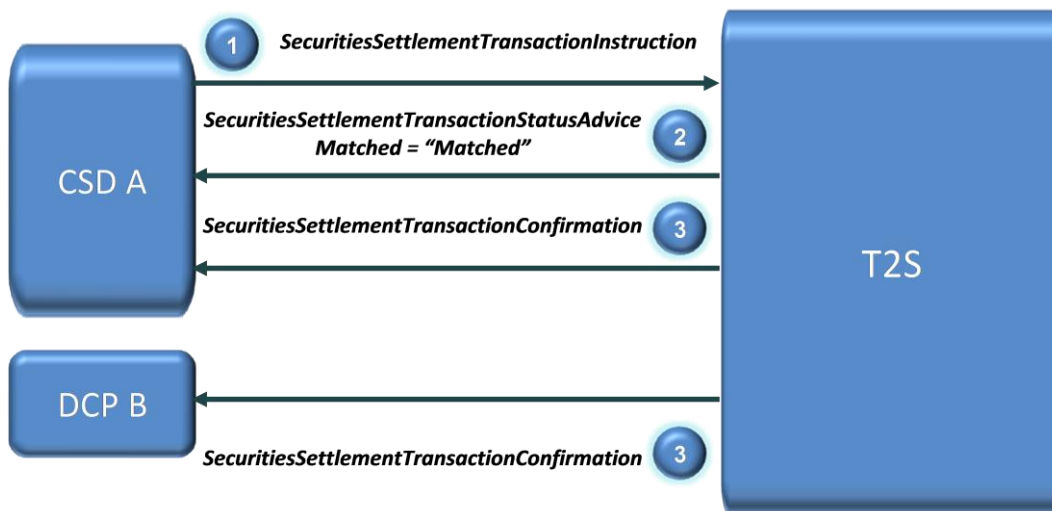 1 SecuritiesSettlementTransactionInstruction
SecuritiesSettlementTransactionStatusAdvice
Matched = “Matched”
2
CSD A
SecuritiesSettlementTransactionConfirmation 3
T2S
DCP B
SecuritiesSettlementTransactionConfirmation 3